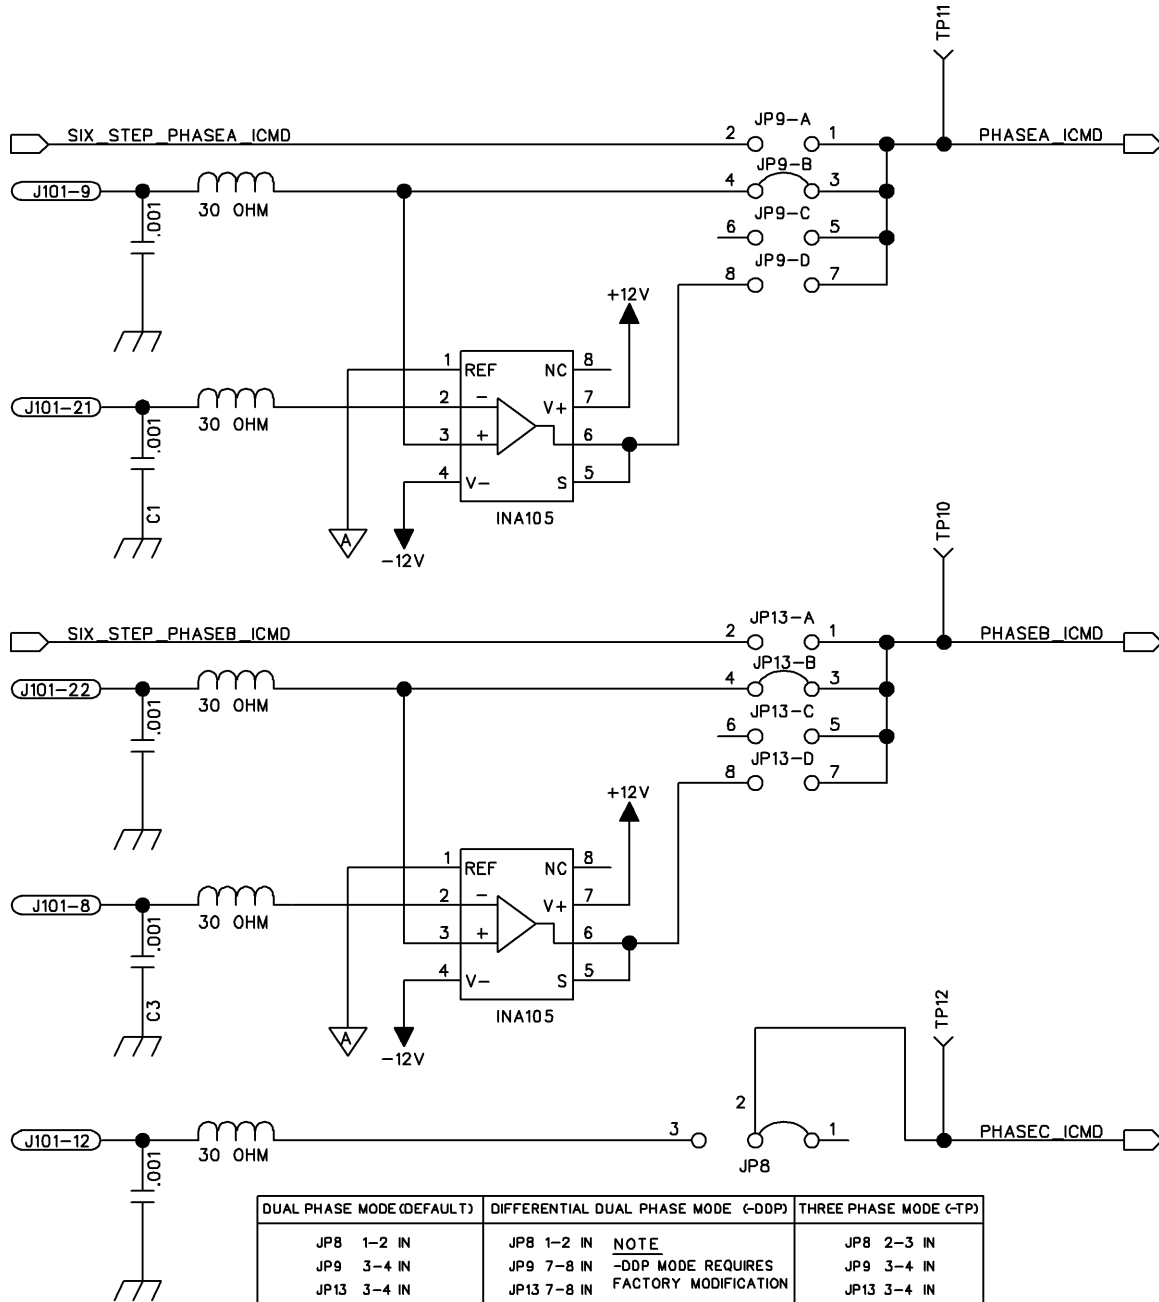 TP11
SIX_STEP_PHASEA_ICMD
2 JP9-A 1
PHASEA_ICMD
J101-9
.001
30 OHM
4 JP9-B 3
6 JP9-C 5
8 JP9-D 7
+12V
J101-21
.001
C1
30 OHM
1 REF NC 8
2 - V+ 7
3 + 6
4 V- S 5
INA105
A
-12V
TP10
SIX_STEP_PHASEB_ICMD
2 JP13-A 1
PHASEB_ICMD
J101-22
.001
30 OHM
4 JP13-B 3
6 JP13-C 5
8 JP13-D 7
+12V
J101-8
.001
C3
30 OHM
1 REF NC 8
2 - V+ 7
3 + 6
4 V- S 5
INA105
A
-12V
TP12
J101-12
.001
30 OHM
3 2 1
JP8
PHASEC_ICMD
DUAL PHASE MODE(DEFAULT)
JP8 1-2 IN
JP9 3-4 IN
JP13 3-4 IN
DIFFERENTIAL DUAL PHASE MODE (-DDP)
JP8 1-2 IN
JP9 7-8 IN
JP13 7-8 IN
NOTE
-DDP MODE REQUIRES
FACTORY MODIFICATION
THREE PHASE MODE (-TP)
JP8 2-3 IN
JP9 3-4 IN
JP13 3-4 IN